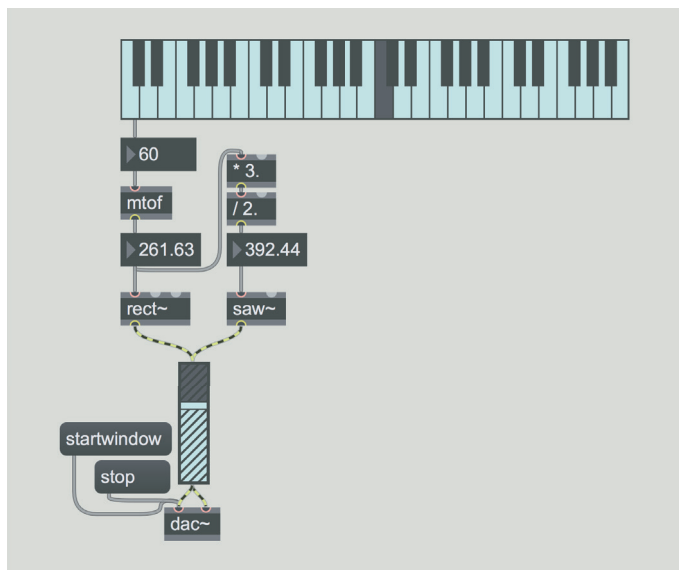 60
* 3.
mtof
/ 2.
261.63
392.44
rect~
saw~
startwindow
stop
dac~